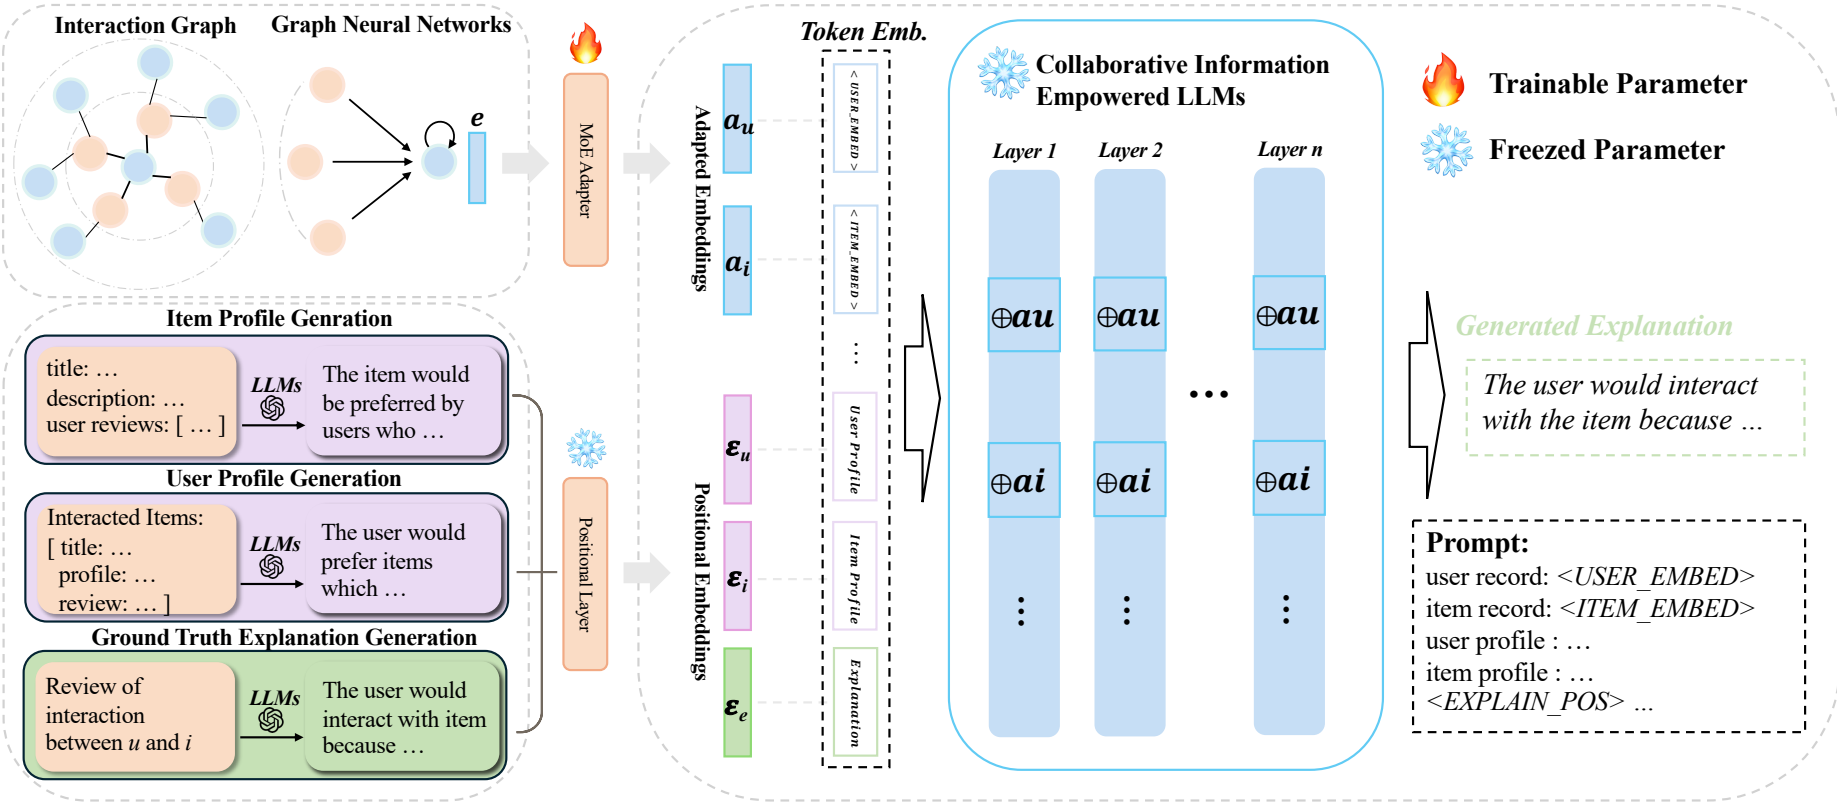 Interaction Graph
Graph Neural Networks
e
MoE Adapter
Item Profile Genration
title: …
description: …
user reviews: [ … ]
LLMs
The item would
be preferred by
users who …
User Profile Generation
Interacted Items:
[ title: …
profile: …
review: … ]
LLMs
The user would
prefer items
which …
Ground Truth Explanation Generation
Review of
interaction
between u and i
LLMs
The user would
interact with item
because …
Positional Layer
Adapted Embeddings
Positional Embeddings
a_u
a_i
ε_u
ε_i
ε_e
Token Emb.
<USER_EMBED>
<ITEM_EMBED>
…
User Profile
Item Profile
Explanation
Collaborative Information
Empowered LLMs
Layer 1
Layer 2
Layer n
⊕au
⊕au
⊕au
…
⊕ai
⊕ai
⊕ai
⋮
⋮
⋮
Trainable Parameter
Freezed Parameter
Generated Explanation
The user would interact
with the item because …
Prompt:
user record: <USER_EMBED>
item record: <ITEM_EMBED>
user profile : …
item profile : …
<EXPLAIN_POS> …